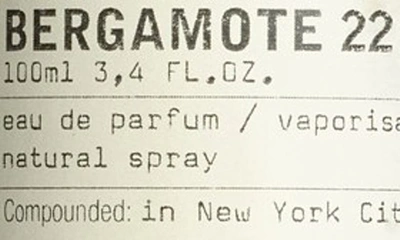 BERGAMOTE 22
100ml 3,4 FL.OZ.
eau de parfum / vaporisa
natural spray
Compounded: in New York Cit